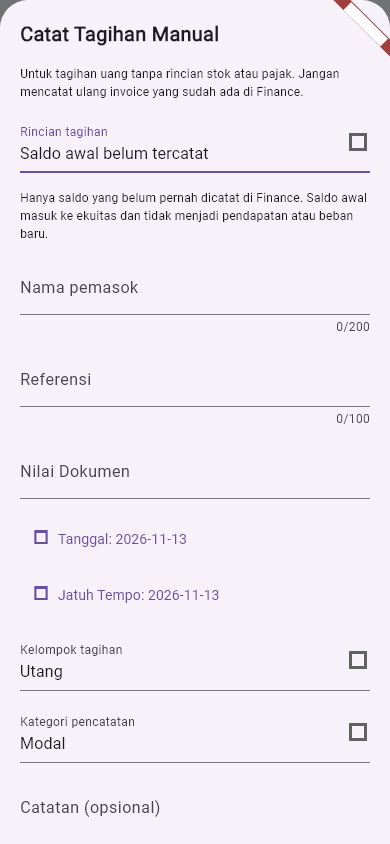 Catat Tagihan Manual
Untuk tagihan uang tanpa rincian stok atau pajak. Jangan
mencatat ulang invoice yang sudah ada di Finance.
Rincian tagihan
Saldo awal belum tercatat
Hanya saldo yang belum pernah dicatat di Finance. Saldo awal
masuk ke ekuitas dan tidak menjadi pendapatan atau beban
baru.
Nama pemasok
0/200
Referensi
0/100
Nilai Dokumen
Tanggal: 2026-11-13
Jatuh Tempo: 2026-11-13
Kelompok tagihan
Utang
Kategori pencatatan
Modal
Catatan (opsional)